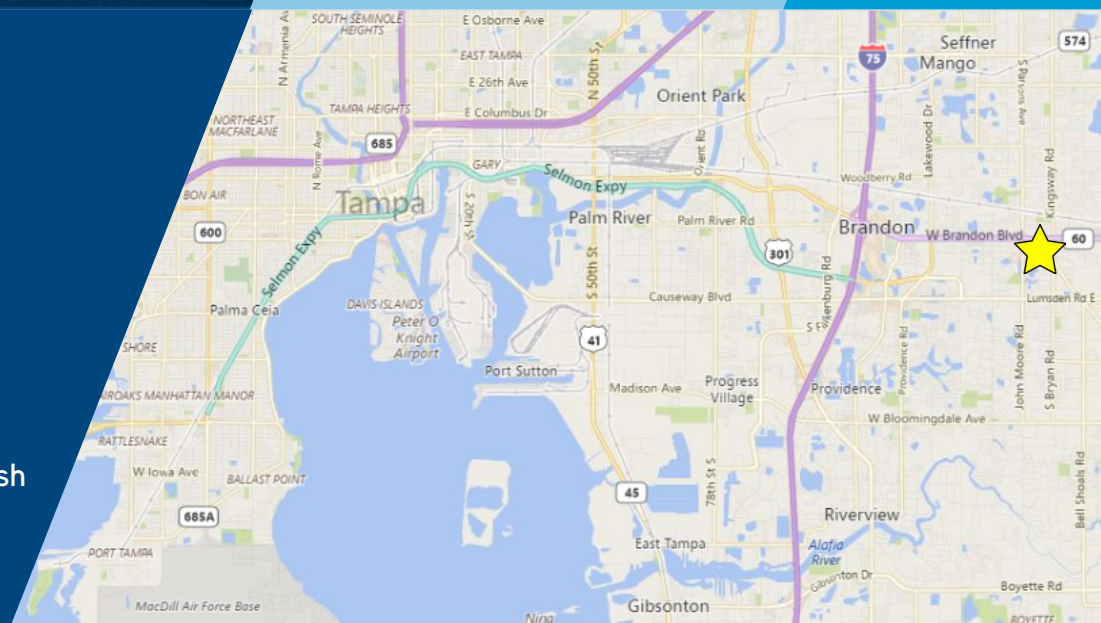 SOUTH SEMINOLE
HEIGHTS
E Osborne Ave
Seffner
574
Mango
75
EAST TAMPA
N 50th St
E 26th Ave
Orient Park
S Parsons Ave
TAMPA HEIGHTS
E Columbus Dr
Lakewood Dr
NORTHEAST
MACFARLANE
N Armenia
685
N Rome Ave
GARY
Orient Rd
Kingsway Rd
Woodberry Rd
Selmon Expy
BON AIR
Tampa
S 20th St
Palm River
Palm River Rd
Brandon
W Brandon Blvd
60
600
301
Selmon Expy
S 50th St
Causeway Blvd
Lumsden Rd E
Palma Ceia
DAVIS ISLANDS
Peter O
Knight
Airport
41
SHORE
Port Sutton
Providence Rd
John Moore Rd
S Bryan Rd
Madison Ave
Progress
Village
Providence
MANHATTAN MANOR
W Bloomingdale Ave
RATTLESNAKE
W Iowa Ave
BALLAST POINT
sh
78th St S
Bell Shoals Rd
45
685A
Riverview
PORT TAMPA
East Tampa
Alafia
River
Gibsonton Dr
Boyette Rd
MacDill Air Force Base
Gibsonton
BOYETTE